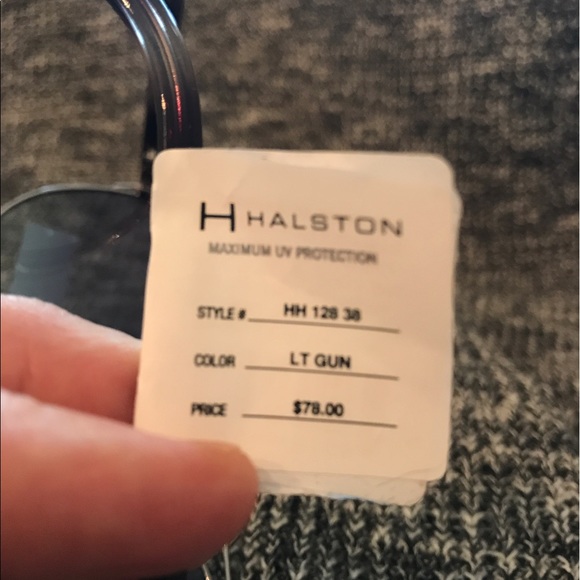 H HALSTON
MAXIMUM UV PROTECTION
STYLE # HH 128 38
COLOR LT GUN
PRICE $78.00